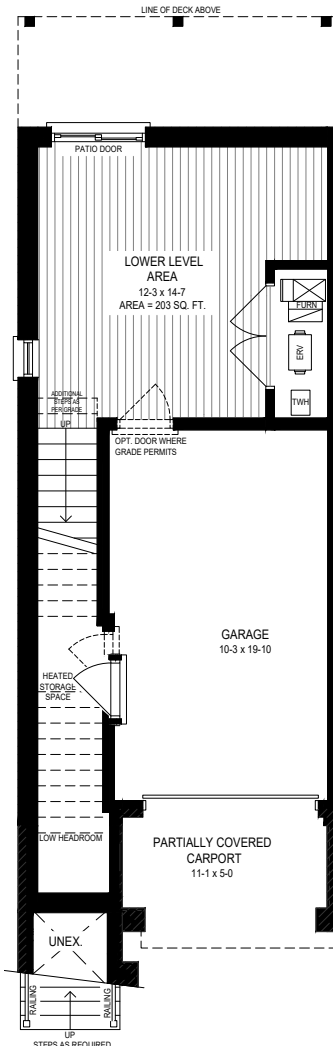 LINE OF DECK ABOVE
PATIO DOOR
LOWER LEVEL
AREA
12-3 x 14-7
AREA = 203 SQ. FT.
FURN
ERV
TWH
ADDITIONAL
STEPS AS
PER GRADE
UP
OPT. DOOR WHERE
GRADE PERMITS
GARAGE
10-3 x 19-10
HEATED
STORAGE
SPACE
LOW HEADROOM
PARTIALLY COVERED
CARPORT
11-1 x 5-0
UNEX.
RAILING
RAILING
UP
STEPS AS REQUIRED